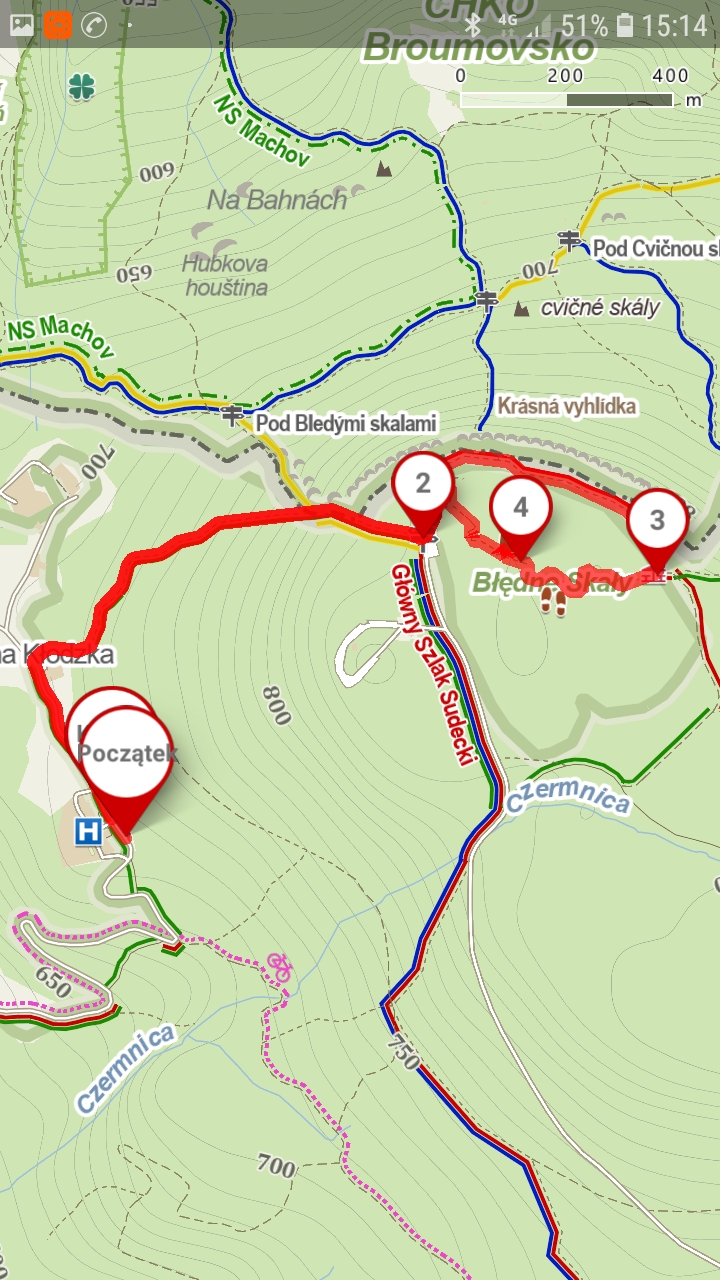 CHKO
Broumovsko
4G 51% 15:14
0 200 400
m
NS Machov
600
Na Bahnách
Hubkova
houština
650
700
Pod Cvičnou sk
cvičné skály
NS Machov
Pod Bledými skalami
Krásná vyhlídka
700
2
4
3
Błędne Skały
Główny Szlak Sudecki
na Kłodzka
800
Początek
H
Czermnica
650
Czermnica
750
700